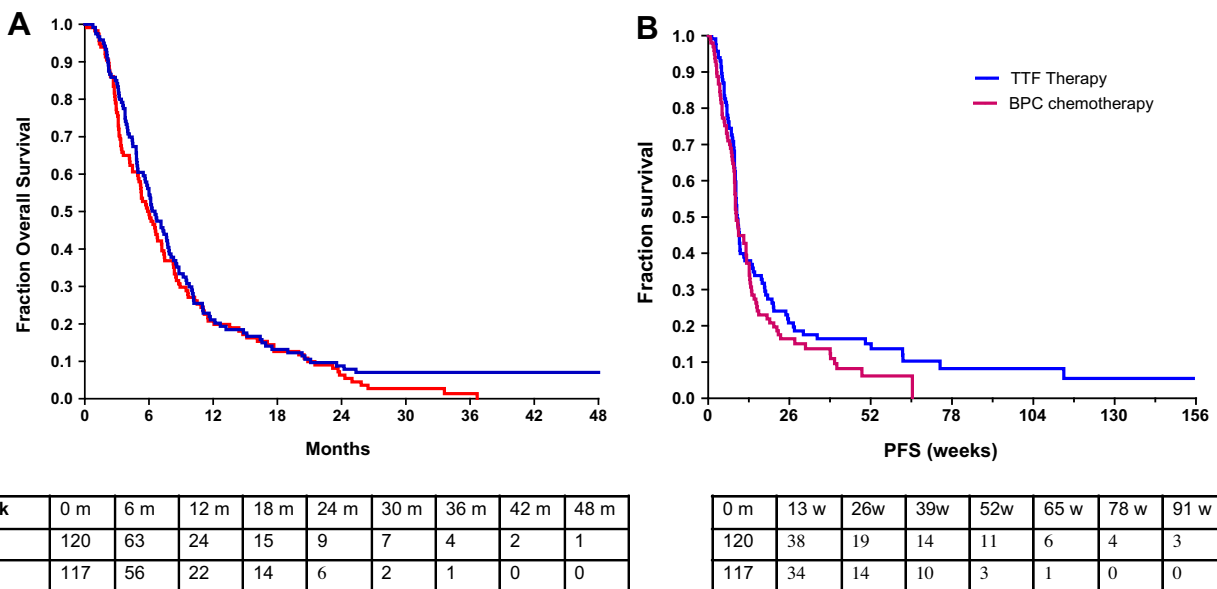 A
Fraction Overall Survival
1.0
0.9
0.8
0.7
0.6
0.5
0.4
0.3
0.2
0.1
0.0
0 6 12 18 24 30 36 42 48
Months
B
Fraction survival
1.0
0.9
0.8
0.7
0.6
0.5
0.4
0.3
0.2
0.1
0.0
0 26 52 78 104 130 156
PFS (weeks)
TTF Therapy
BPC chemotherapy
k 0 m 6 m 12 m 18 m 24 m 30 m 36 m 42 m 48 m
120 63 24 15 9 7 4 2 1
117 56 22 14 6 2 1 0 0
0 m 13 w 26w 39w 52w 65 w 78 w 91 w
120 38 19 14 11 6 4 3
117 34 14 10 3 1 0 0